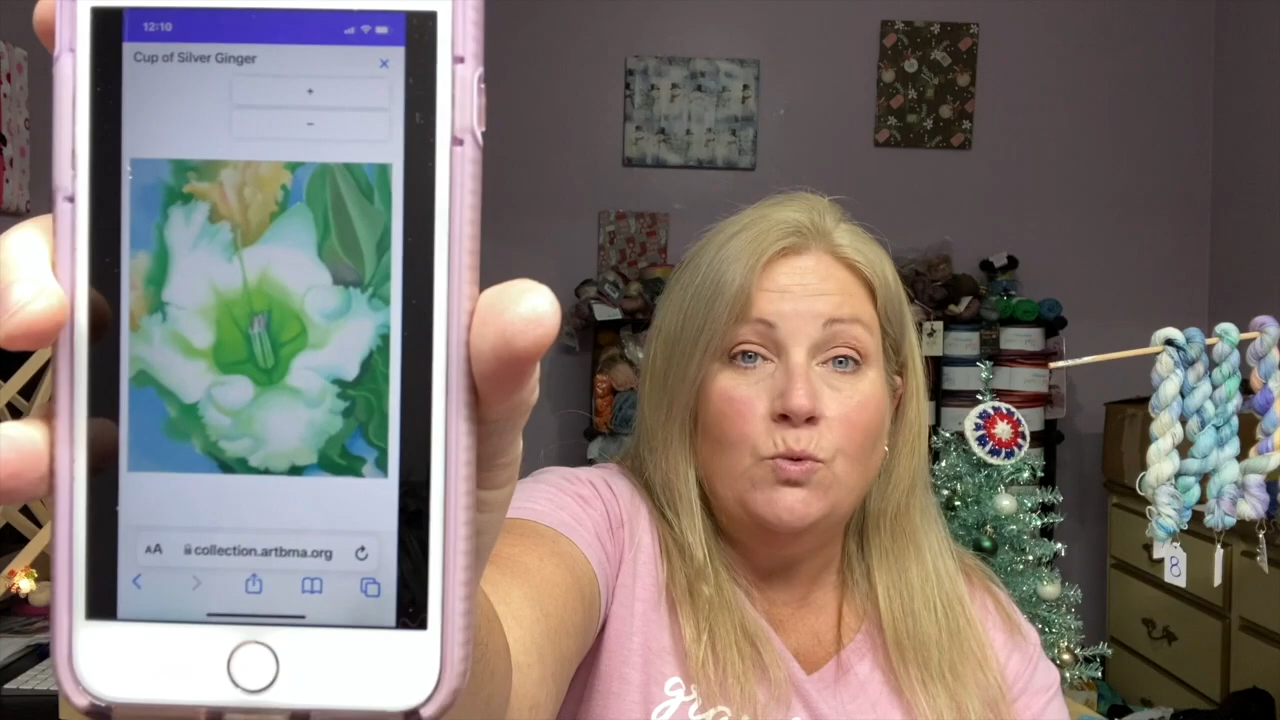 12:10
Cup of Silver Ginger
×
+
−
AA collection.artbma.org
8